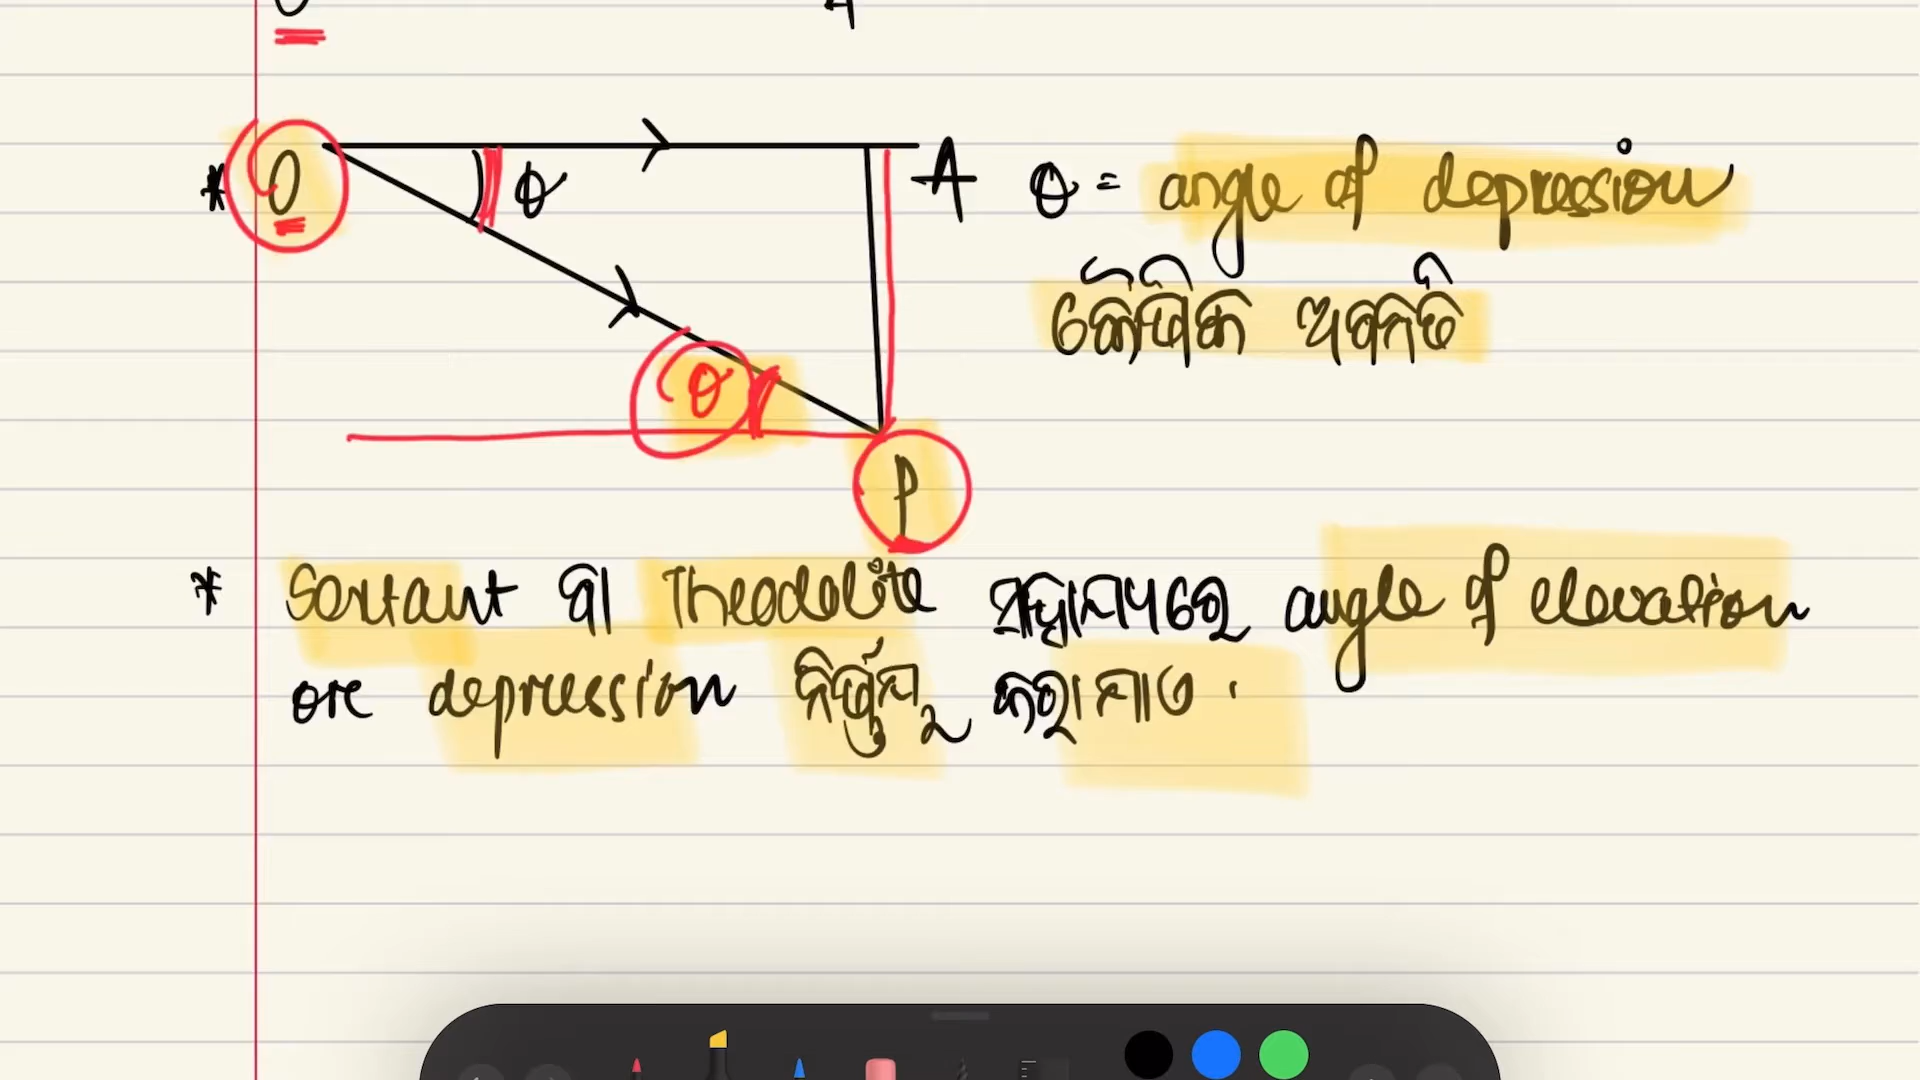 * O θ A θ = angle of depression
କୌଣିକ ଅବନତି
θ
P
* Sextant ବା Theodolite ସାହାଯ୍ୟରେ angle of elevation
or depression ନିର୍ଣ୍ଣୟ କରାଯାଏ .